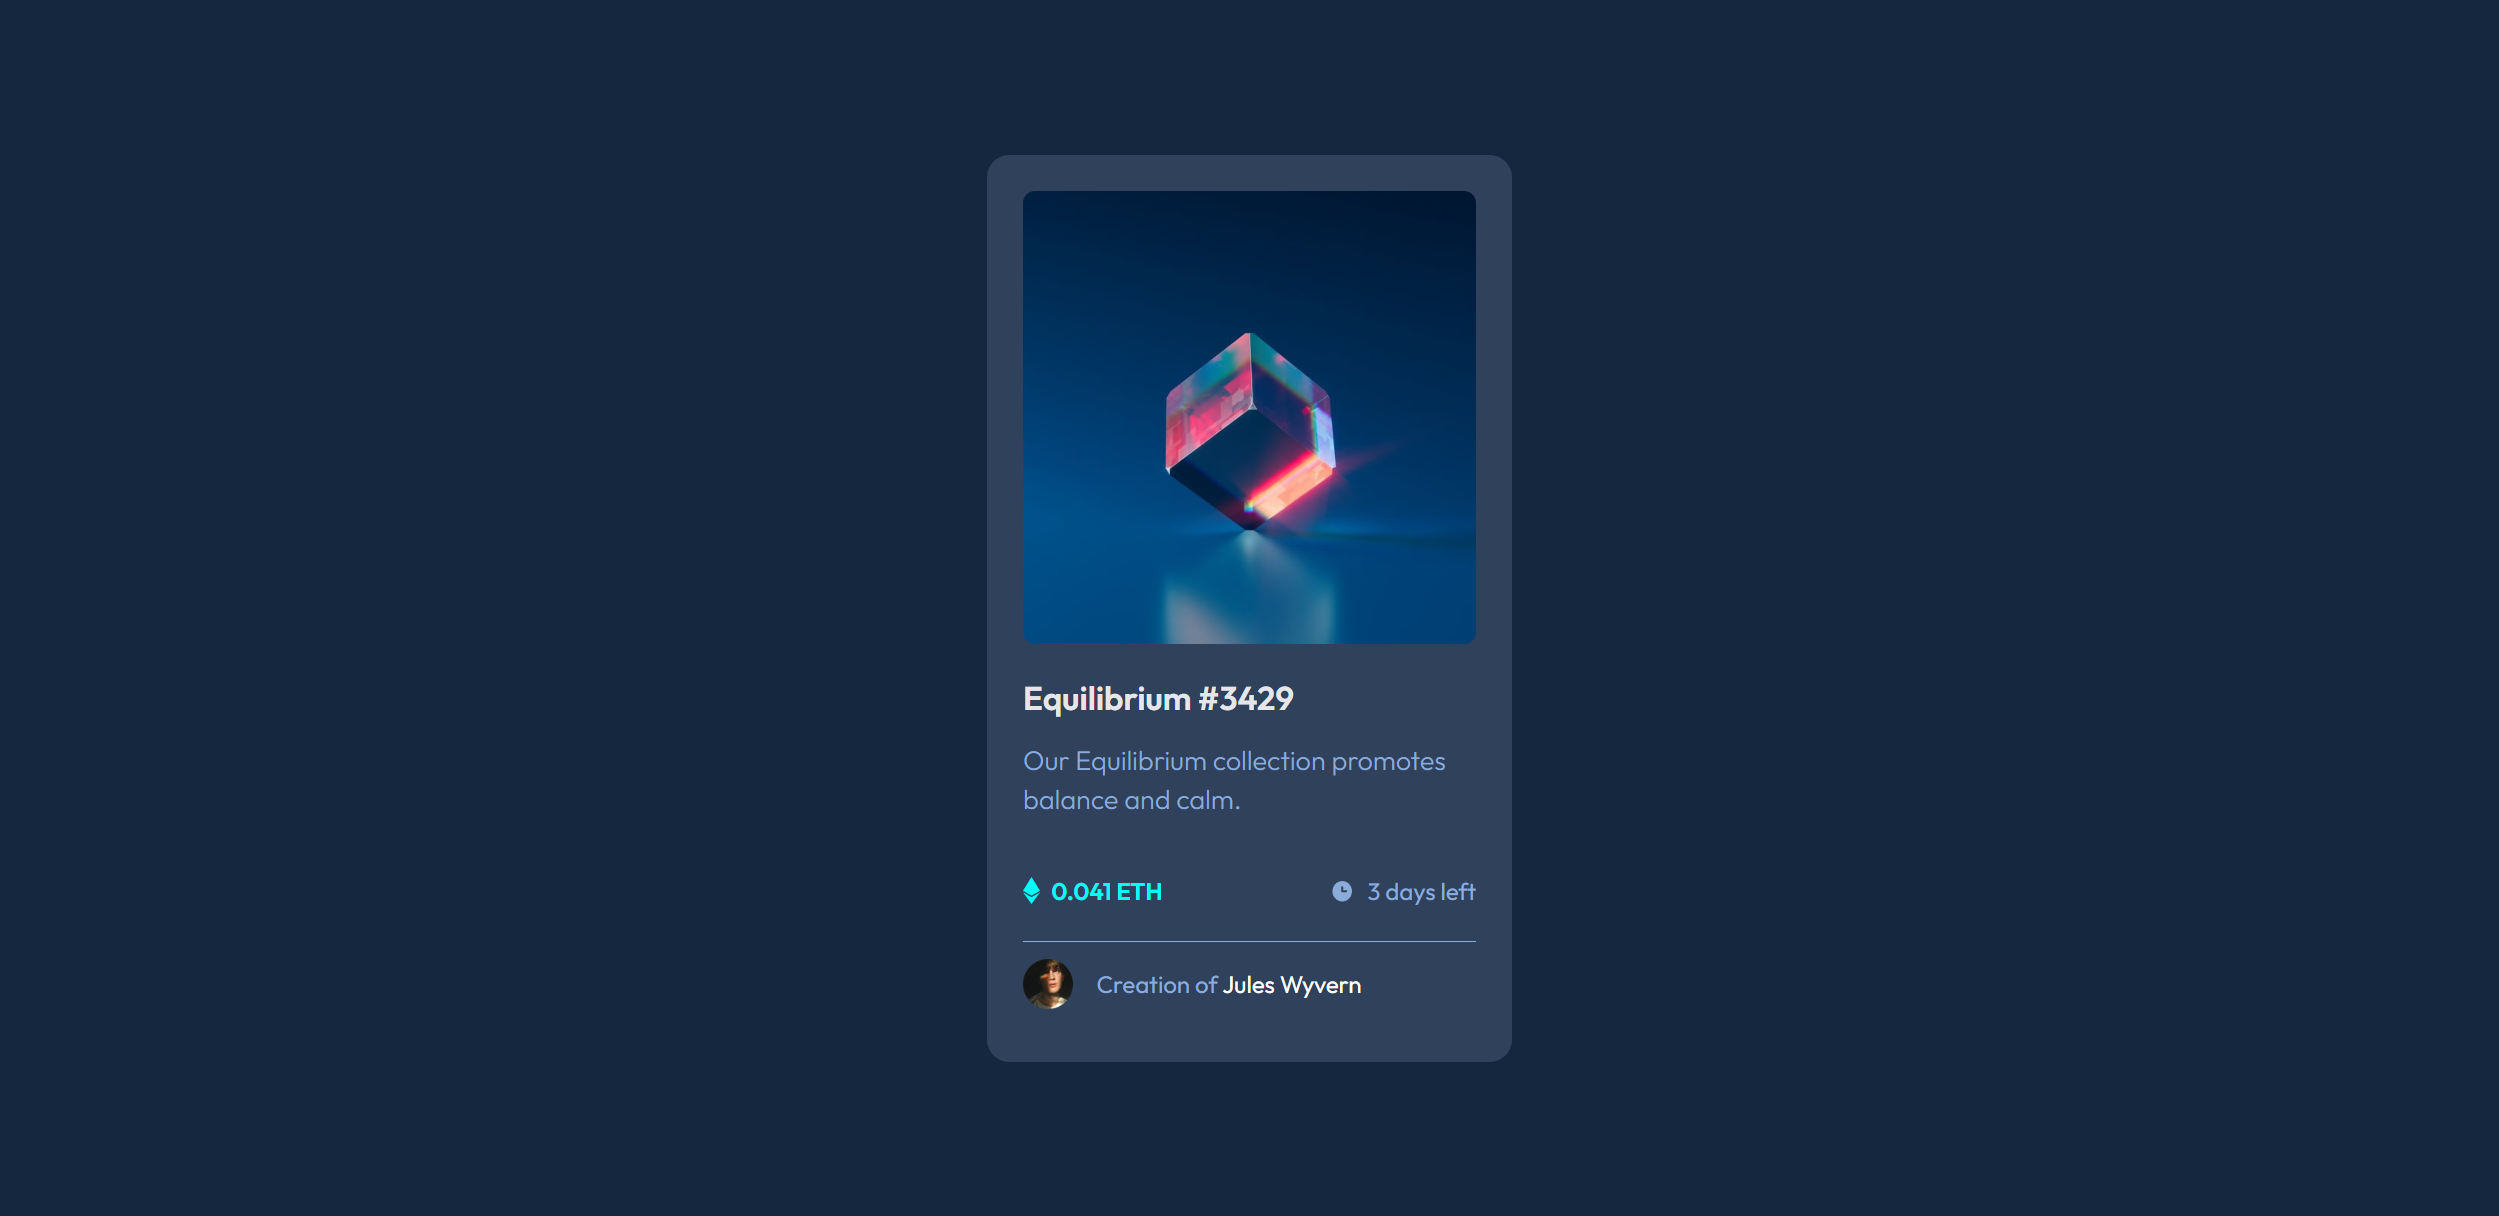 Equilibrium #3429
Our Equilibrium collection promotes
balance and calm.
0.041 ETH
3 days left
Creation of Jules Wyvern